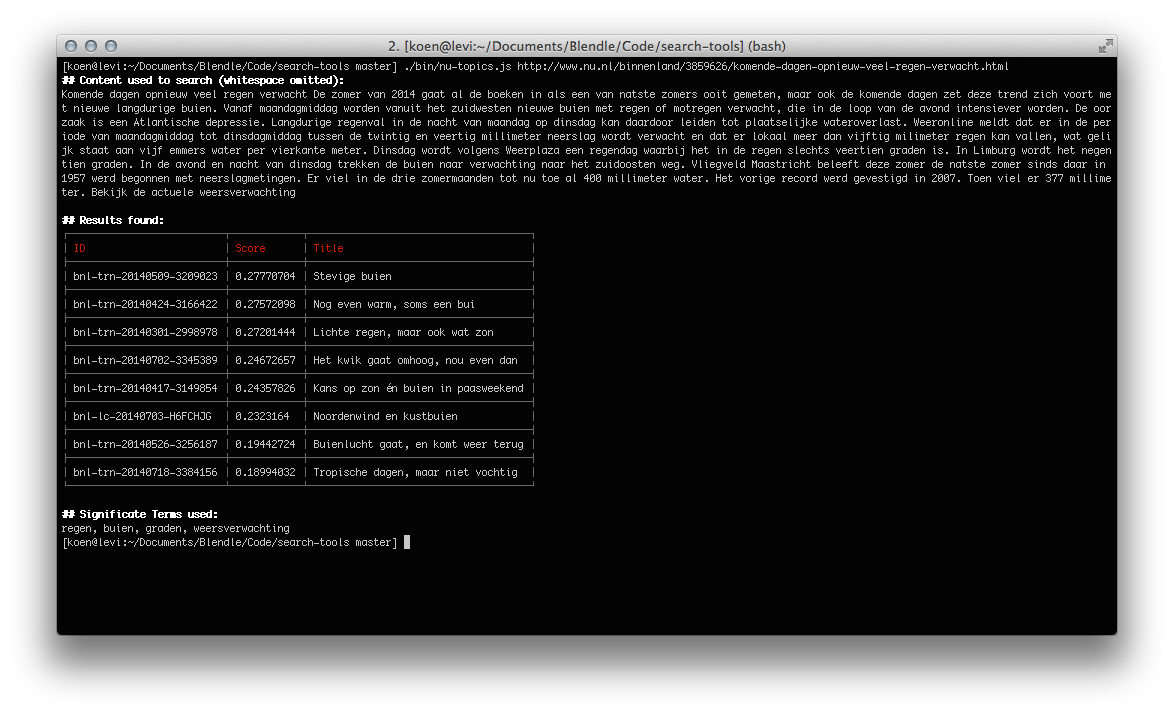 2. [koen@levi:~/Documents/Blendle/Code/search-tools] (bash)
[koen@levi:~/Documents/Blendle/Code/search-tools master] ./bin/nu-topics.js http://www.nu.nl/binnenland/3859626/komende-dagen-opnieuw-veel-regen-verwacht.html
## Content used to search (whitespace omitted):
Komende dagen opnieuw veel regen verwacht De zomer van 2014 gaat al de boeken in als een van natste zomers ooit gemeten, maar ook de komende dagen zet deze trend zich voort me
t nieuwe langdurige buien. Vanaf maandagmiddag worden vanuit het zuidwesten nieuwe buien met regen of motregen verwacht, die in de loop van de avond intensiever worden. De oor
zaak is een Atlantische depressie. Langdurige regenval in de nacht van maandag op dinsdag kan daardoor leiden tot plaatselijke wateroverlast. Weeronline meldt dat er in de per
iode van maandagmiddag tot dinsdagmiddag tussen de twintig en veertig millimeter neerslag wordt verwacht en dat er lokaal meer dan vijftig milimeter regen kan vallen, wat geli
jk staat aan vijf emmers water per vierkante meter. Dinsdag wordt volgens Weerplaza een regendag waarbij het in de regen slechts veertien graden is. In Limburg wordt het negen
tien graden. In de avond en nacht van dinsdag trekken de buien naar verwachting naar het zuidoosten weg. Vliegveld Maastricht beleeft deze zomer de natste zomer sinds daar in
1957 werd begonnen met neerslagmetingen. Er viel in de drie zomermaanden tot nu toe al 400 millimeter water. Het vorige record werd gevestigd in 2007. Toen viel er 377 millime
ter. Bekijk de actuele weersverwachting
## Results found:
ID Score Title
bnl-trn-20140509-3209023 0.27770704 Stevige buien
bnl-trn-20140424-3166422 0.27572098 Nog even warm, soms een bui
bnl-trn-20140301-2998978 0.27201444 Lichte regen, maar ook wat zon
bnl-trn-20140702-3345389 0.24672657 Het kwik gaat omhoog, nou even dan
bnl-trn-20140417-3149854 0.24357826 Kans op zon én buien in paasweekend
bnl-lc-20140703-H6FCHJG 0.2323164 Noordenwind en kustbuien
bnl-trn-20140526-3256187 0.19442724 Buienlucht gaat, en komt weer terug
bnl-trn-20140718-3384156 0.18994032 Tropische dagen, maar niet vochtig
## Significate Terms used:
regen, buien, graden, weersverwachting
[koen@levi:~/Documents/Blendle/Code/search-tools master]